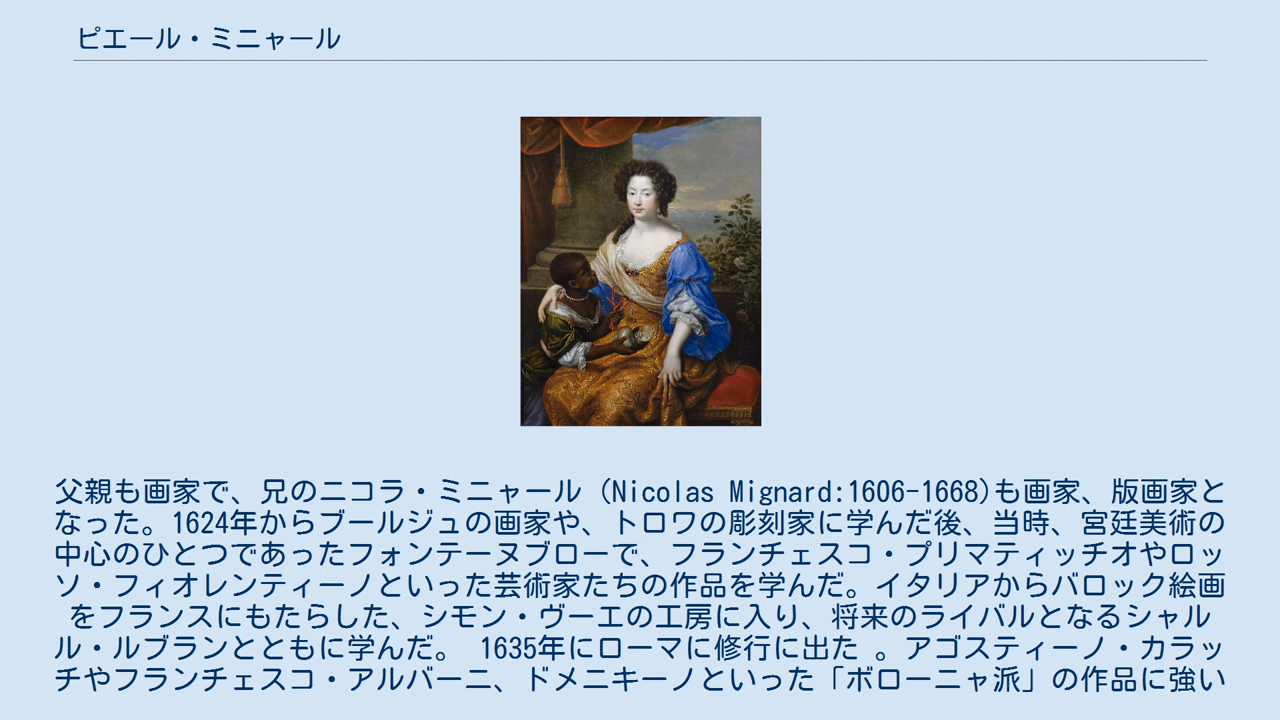 ピエール・ミニャール
父親も画家で、兄のニコラ・ミニャール (Nicolas Mignard:1606-1668)も画家、版画家と
なった。1624年からブールジュの画家や、トロワの彫刻家に学んだ後、当時、宮廷美術の
中心のひとつであったフォンテーヌブローで、フランチェスコ・プリマティッチオやロッ
ソ・フィオレンティーノといった芸術家たちの作品を学んだ。イタリアからバロック絵画
をフランスにもたらした、シモン・ヴーエの工房に入り、将来のライバルとなるシャル
ル・ルブランとともに学んだ。 1635年にローマに修行に出た 。アゴスティーノ・カラッ
チやフランチェスコ・アルバーニ、ドメニキーノといった「ボローニャ派」の作品に強い